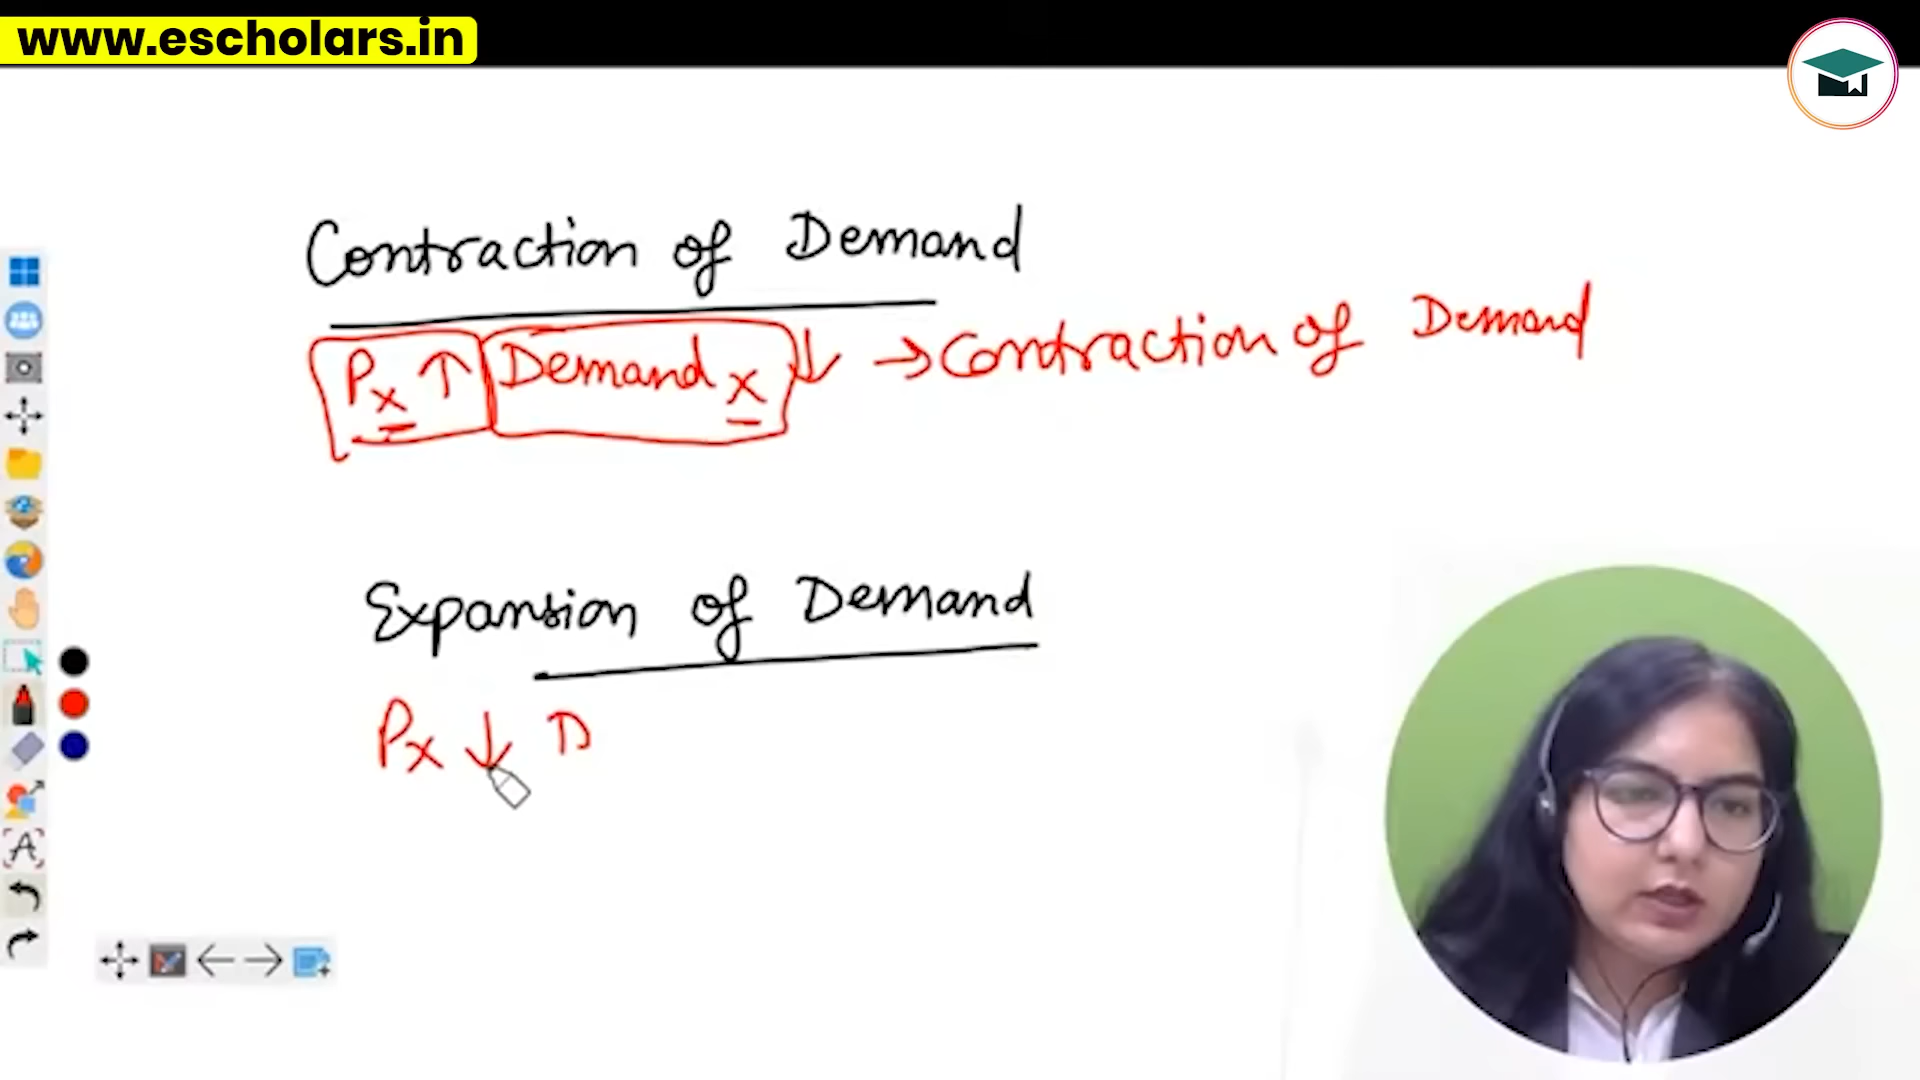 www.escholars.in
Contraction of Demand
Px ↑ Demand x ↓ → Contraction of Demand
Expansion of Demand
Px ↓ D